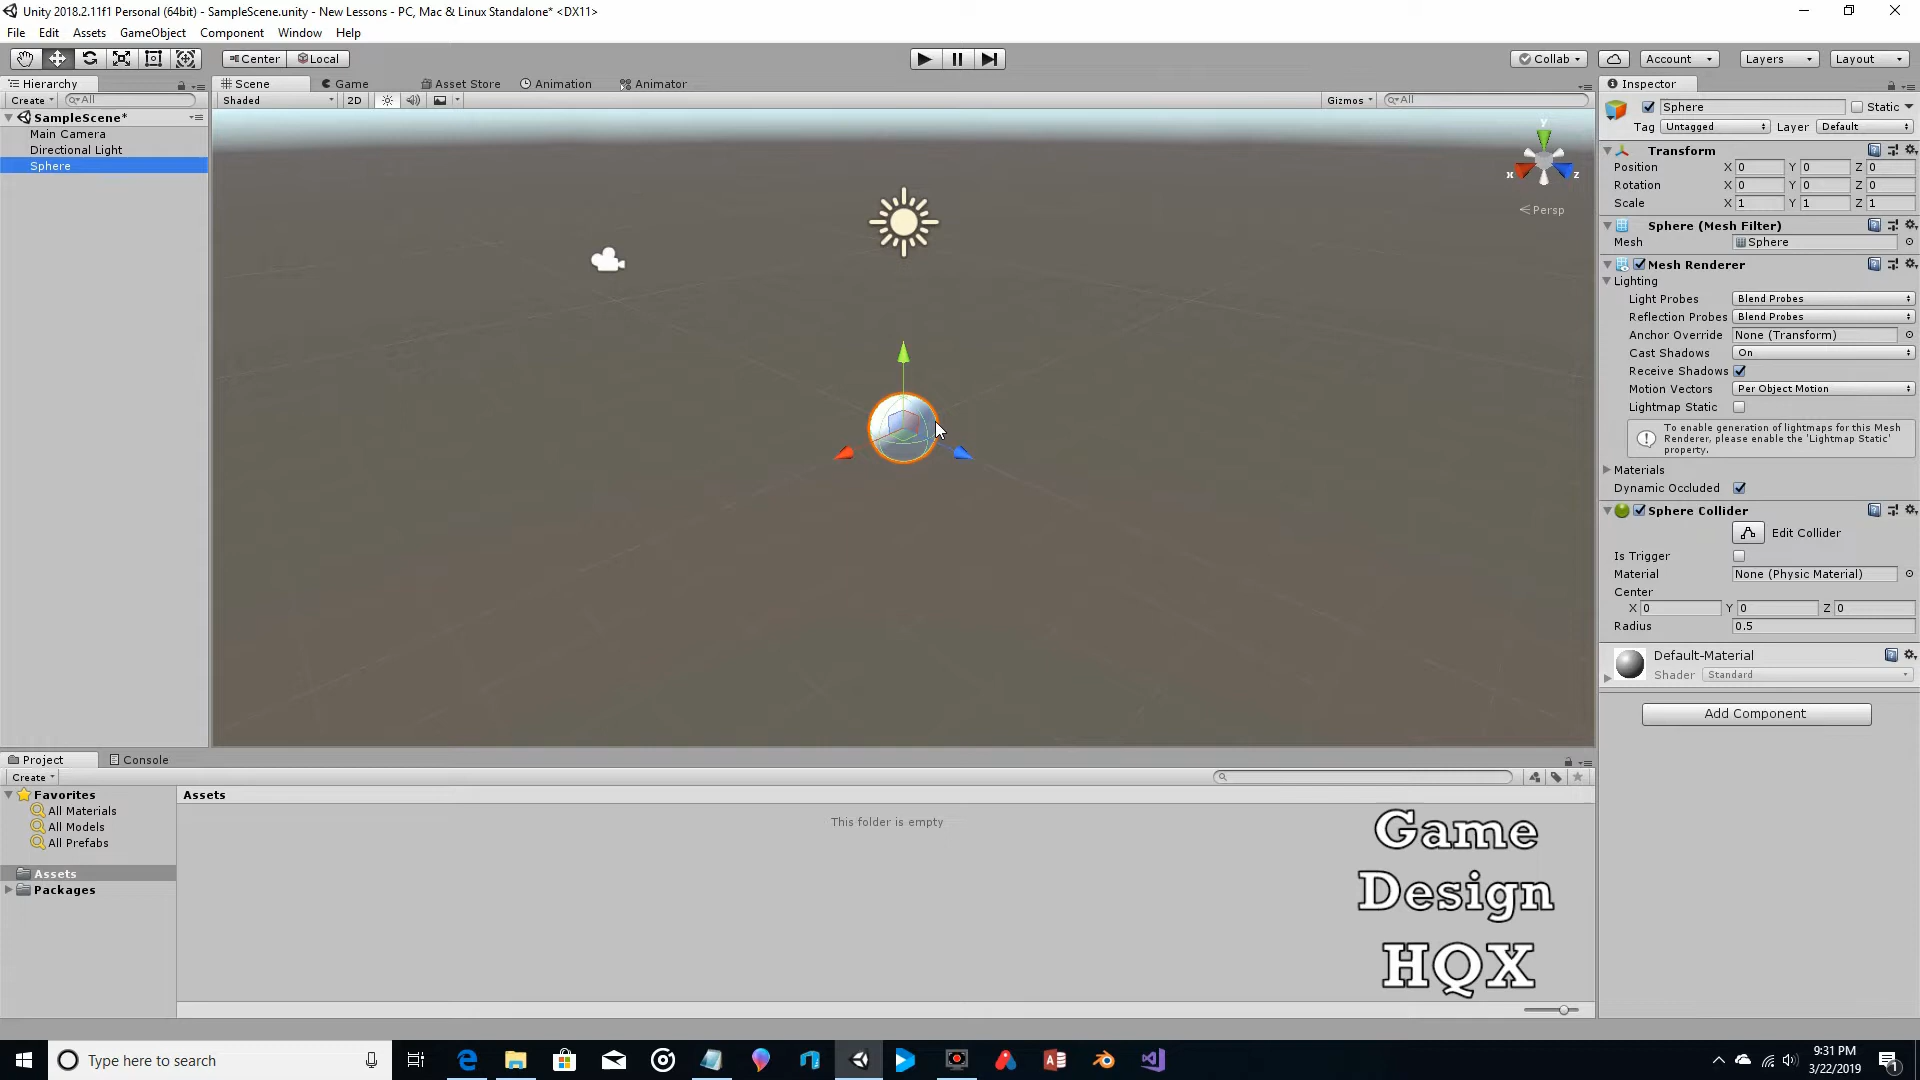 Unity 2018.2.11f1 Personal (64bit) - SampleScene.unity - New Lessons - PC, Mac & Linux Standalone* <DX11>
File Edit Assets GameObject Component Window Help
Center Local Collab Account Layers Layout
Hierarchy
Create All
SampleScene*
Main Camera
Directional Light
Sphere
Scene Game Asset Store Animation Animator
Shaded 2D Gizmos All
y
x z
Persp
Inspector
Sphere Static
Tag Untagged Layer Default
Transform
Position X 0 Y 0 Z 0
Rotation X 0 Y 0 Z 0
Scale X 1 Y 1 Z 1
Sphere (Mesh Filter)
Mesh Sphere
Mesh Renderer
Lighting
Light Probes Blend Probes
Reflection Probes Blend Probes
Anchor Override None (Transform)
Cast Shadows On
Receive Shadows
Motion Vectors Per Object Motion
Lightmap Static
To enable generation of lightmaps for this Mesh
Renderer, please enable the 'Lightmap Static'
property.
Materials
Dynamic Occluded
Sphere Collider
Edit Collider
Is Trigger
Material None (Physic Material)
Center
X 0 Y 0 Z 0
Radius 0.5
Default-Material
Shader Standard
Add Component
Project Console
Create
Favorites
All Materials
All Models
All Prefabs
Assets
Packages
Assets
This folder is empty
Game
Design
HQX
Type here to search
9:31 PM
3/22/2019
1